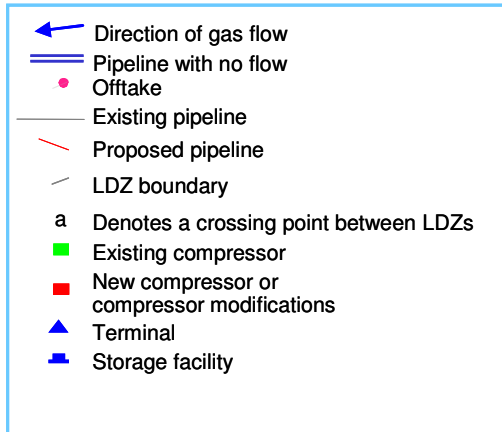 Direction of gas flow
Pipeline with no flow
Offtake
Existing pipeline
Proposed pipeline
LDZ boundary
a Denotes a crossing point between LDZs
Existing compressor
New compressor or
compressor modifications
Terminal
Storage facility